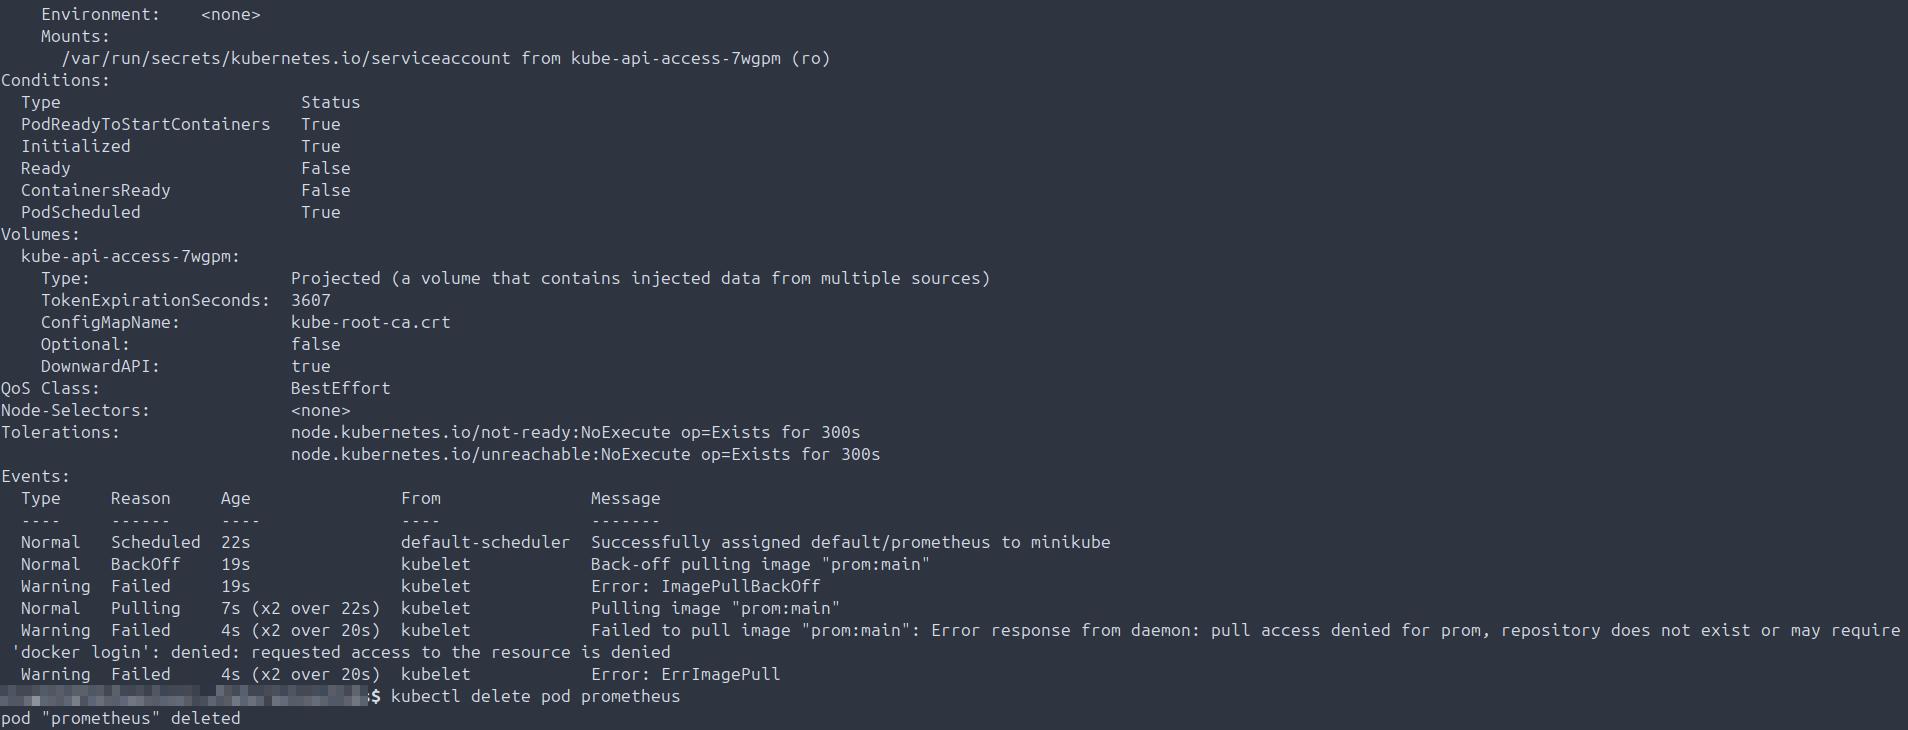 Environment:    <none>
Mounts:
/var/run/secrets/kubernetes.io/serviceaccount from kube-api-access-7wgpm (ro)
Conditions:
Type                        Status
PodReadyToStartContainers   True
Initialized                 True
Ready                       False
ContainersReady             False
PodScheduled                True
Volumes:
kube-api-access-7wgpm:
Type:                    Projected (a volume that contains injected data from multiple sources)
TokenExpirationSeconds:  3607
ConfigMapName:           kube-root-ca.crt
Optional:                false
DownwardAPI:             true
QoS Class:                   BestEffort
Node-Selectors:              <none>
Tolerations:                 node.kubernetes.io/not-ready:NoExecute op=Exists for 300s
node.kubernetes.io/unreachable:NoExecute op=Exists for 300s
Events:
Type     Reason     Age               From               Message
----     ------     ----              ----               -------
Normal   Scheduled  22s               default-scheduler  Successfully assigned default/prometheus to minikube
Normal   BackOff    19s               kubelet            Back-off pulling image "prom:main"
Warning  Failed     19s               kubelet            Error: ImagePullBackOff
Normal   Pulling    7s (x2 over 22s)  kubelet            Pulling image "prom:main"
Warning  Failed     4s (x2 over 20s)  kubelet            Failed to pull image "prom:main": Error response from daemon: pull access denied for prom, repository does not exist or may require
'docker login': denied: requested access to the resource is denied
Warning  Failed     4s (x2 over 20s)  kubelet            Error: ErrImagePull
$ kubectl delete pod prometheus
pod "prometheus" deleted